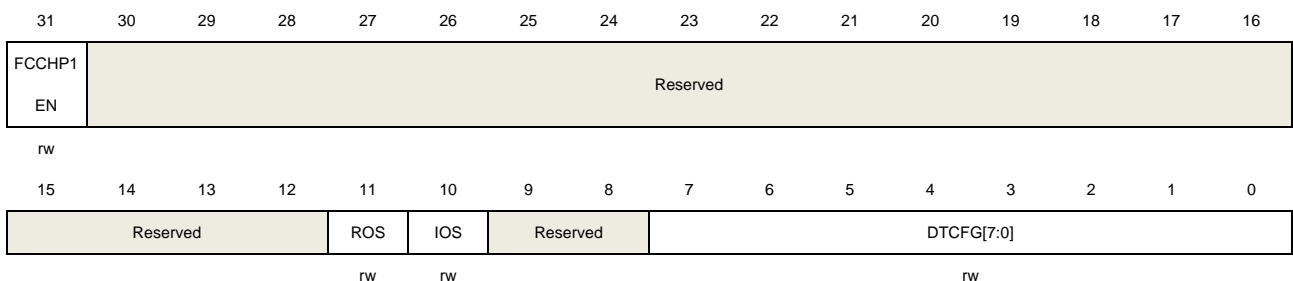 31 30 29 28 27 26 25 24 23 22 21 20 19 18 17 16
FCCHP1
EN
Reserved
rw
15 14 13 12 11 10 9 8 7 6 5 4 3 2 1 0
Reserved ROS IOS Reserved DTCFG[7:0]
rw rw rw